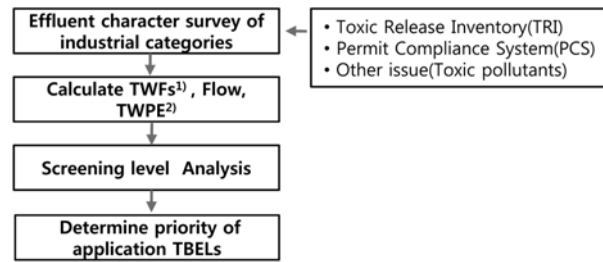 Effluent character survey of
industrial categories
• Toxic Release Inventory(TRI)
• Permit Compliance System(PCS)
• Other issue(Toxic pollutants)
Calculate TWFs1) , Flow,
TWPE2)
Screening level Analysis
Determine priority of
application TBELs